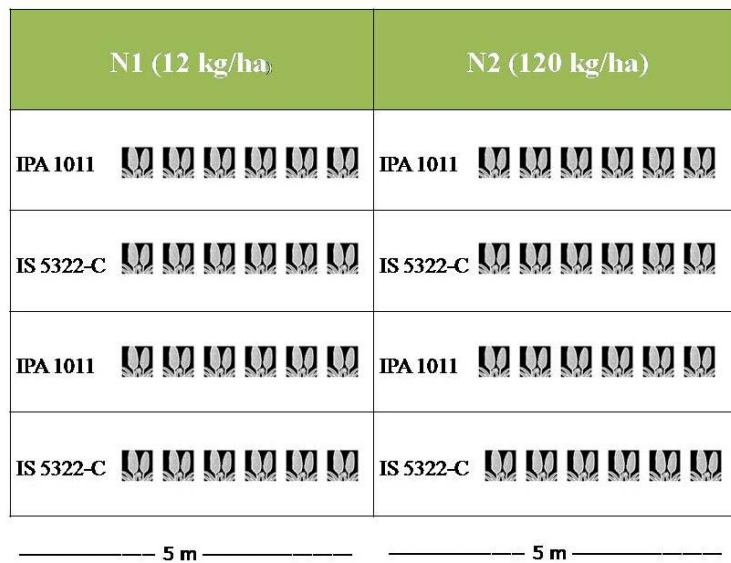 N1 (12 kg/ha) N2 (120 kg/ha)
IPA 1011 IPA 1011
IS 5322-C IS 5322-C
IPA 1011 IPA 1011
IS 5322-C IS 5322-C
5 m 5 m